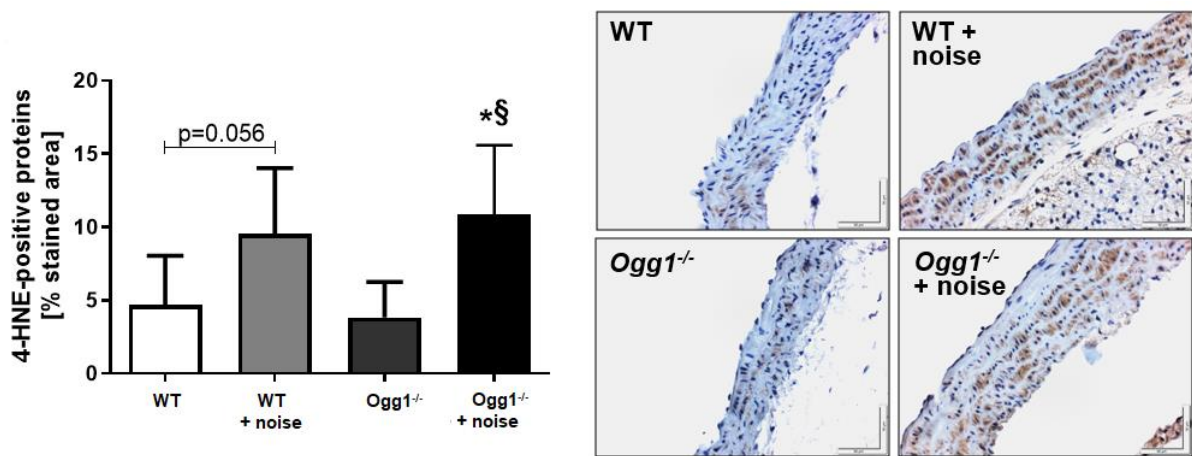 4-HNE-positive proteins
[% stained area]
20
15
10
5
0
p=0.056
*§
WT
WT
+ noise
Ogg1-/-
Ogg1-/-
+ noise
WT
WT +
noise
Ogg1-/-
Ogg1-/-
+ noise